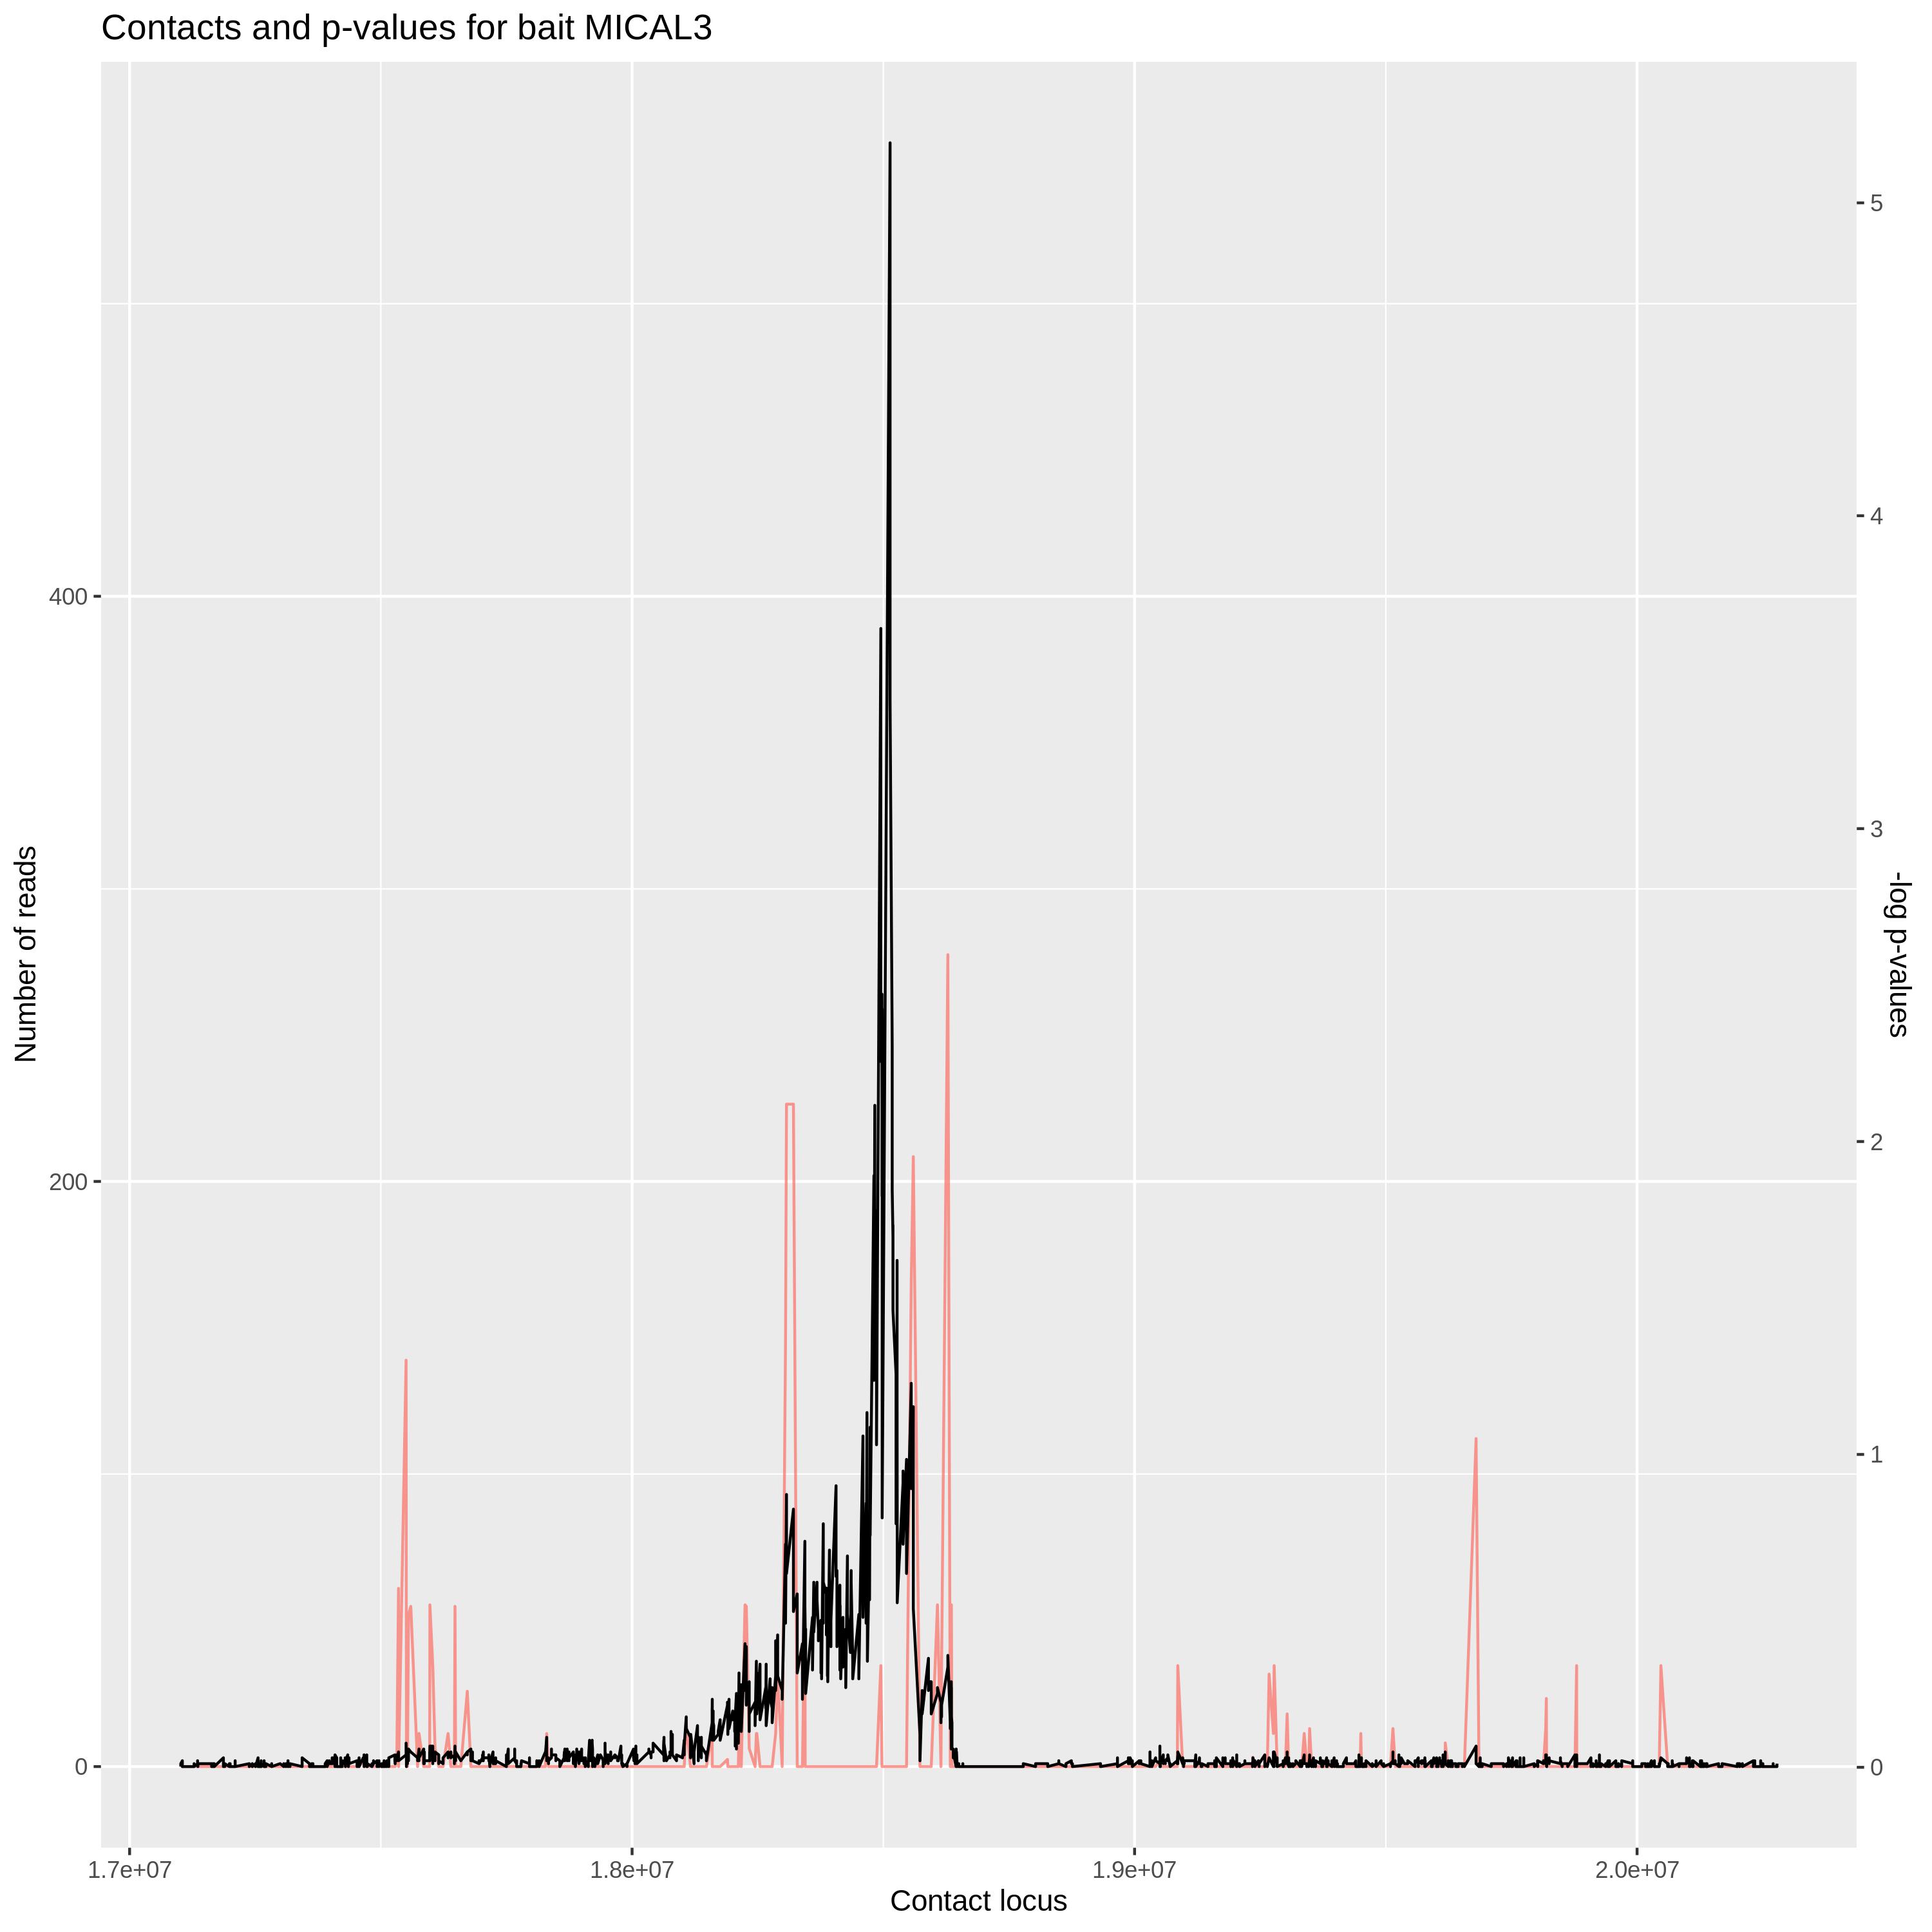 Contacts and p-values for bait MICAL3
Number of reads
400
200
0
5
4
3
2
1
0
-log p-values
1.7e+07 1.8e+07 1.9e+07 2.0e+07
Contact locus